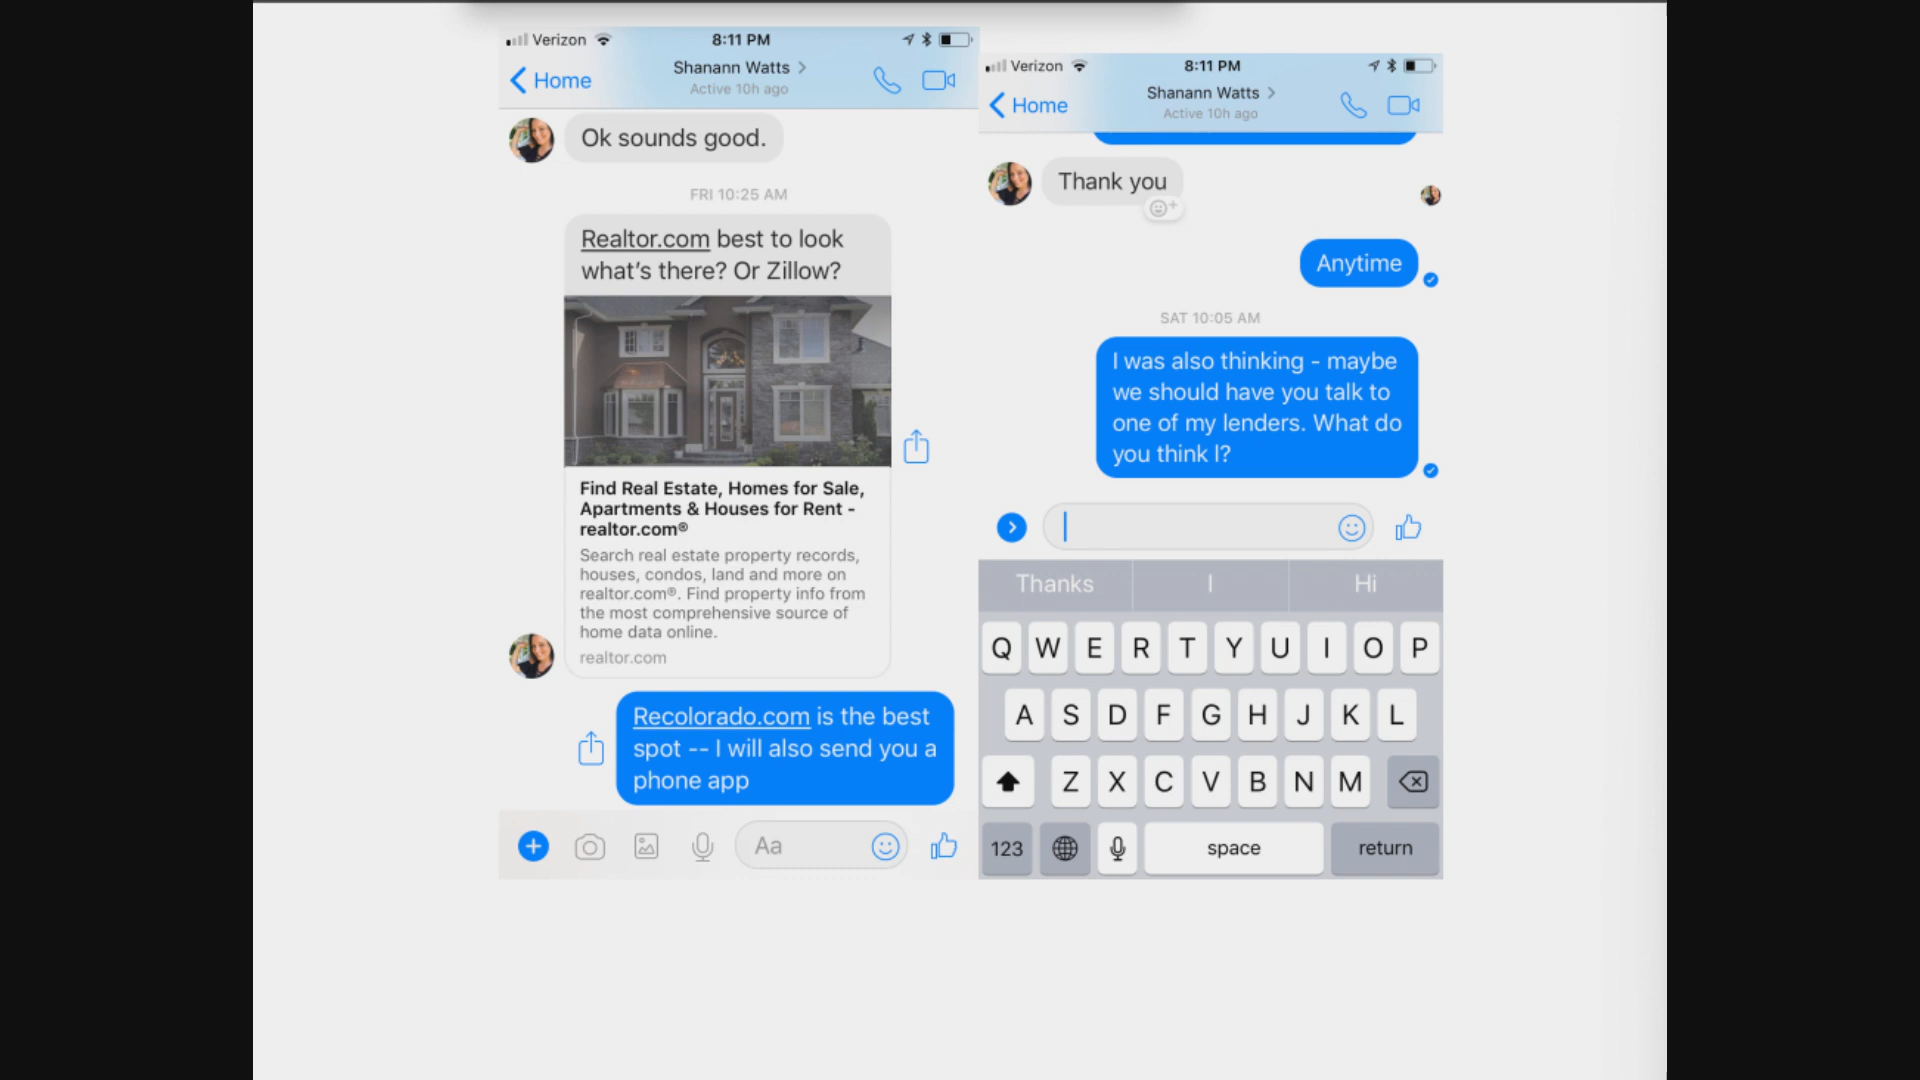 Verizon
8:11 PM
Home
Shanann Watts
Active 10h ago
Ok sounds good.
FRI 10:25 AM
Realtor.com best to look
what's there? Or Zillow?
Find Real Estate, Homes for Sale,
Apartments & Houses for Rent -
realtor.com®
Search real estate property records,
houses, condos, land and more on
realtor.com®. Find property info from
the most comprehensive source of
home data online.
realtor.com
Recolorado.com is the best
spot -- I will also send you a
phone app
Aa
Verizon
8:11 PM
Home
Shanann Watts
Active 10h ago
Thank you
Anytime
SAT 10:05 AM
I was also thinking - maybe
we should have you talk to
one of my lenders. What do
you think I?
Thanks I Hi
Q W E R T Y U I O P
A S D F G H J K L
Z X C V B N M
123 space return